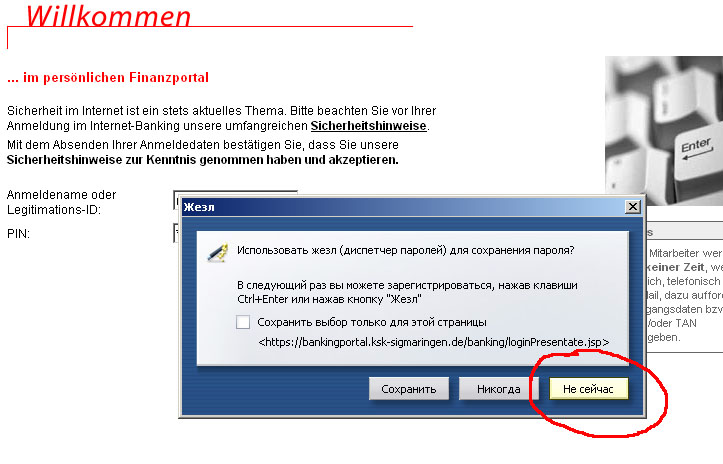 Willkommen
... im persönlichen Finanzportal
Sicherheit im Internet ist ein stets aktuelles Thema. Bitte beachten Sie vor Ihrer
Anmeldung im Internet-Banking unsere umfangreichen Sicherheitshinweise.
Mit dem Absenden Ihrer Anmeldedaten bestätigen Sie, dass Sie unsere
Sicherheitshinweise zur Kenntnis genommen haben und akzeptieren.
Enter
Anmeldename oder
Legitimations-ID:
PIN:
Жезл
Использовать жезл (диспетчер паролей) для сохранения пароля?
В следующий раз вы можете зарегистрироваться, нажав клавиши
Ctrl+Enter или нажав кнопку "Жезл"
Сохранить выбор только для этой страницы
<https://bankingportal.ksk-sigmaringen.de/banking/loginPresentate.jsp>
Сохранить
Никогда
Не сейчас
Mitarbeiter wer
keiner Zeit, we
ich, telefonisch
ail, dazu auffor
gangsdaten bzv
/oder TAN
geben.